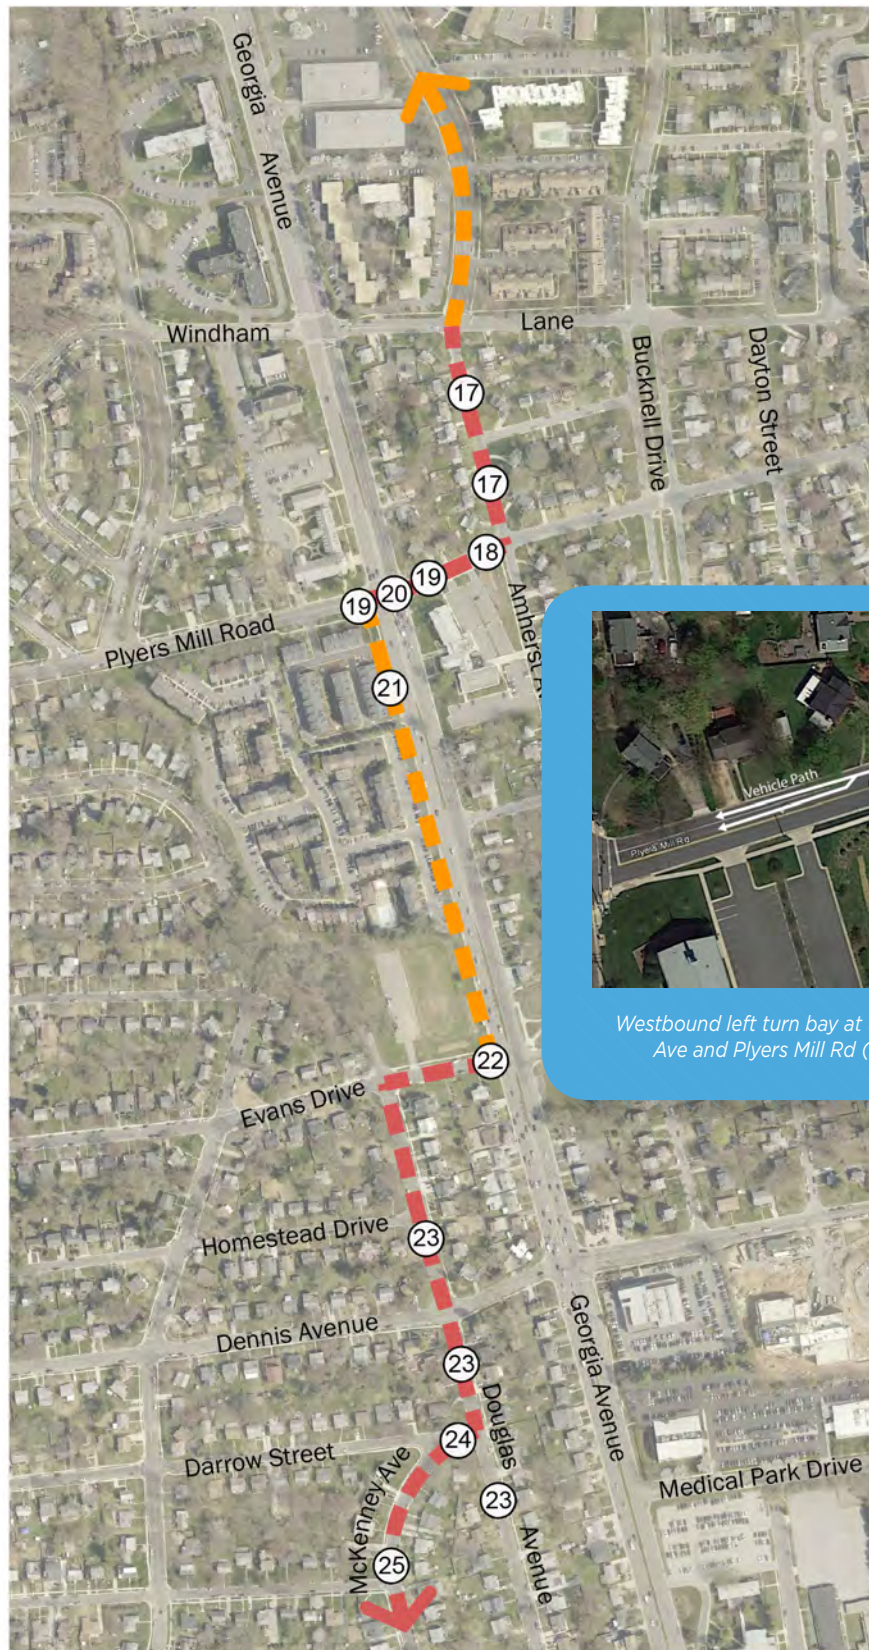 Georgia
Avenue
Windham
Lane
Bucknell Drive
Dayton Street
17
17
18
19
20
19
Plyers Mill Road
Amherst
21
Vehicle Path
Plyers Mill Rd
Westbound left turn bay at
Ave and Plyers Mill Rd (
22
Evans Drive
Homestead Drive
23
Dennis Avenue
Georgia Avenue
23
Douglas
24
Darrow Street
McKenney Ave
23
Medical Park Drive
Avenue
25